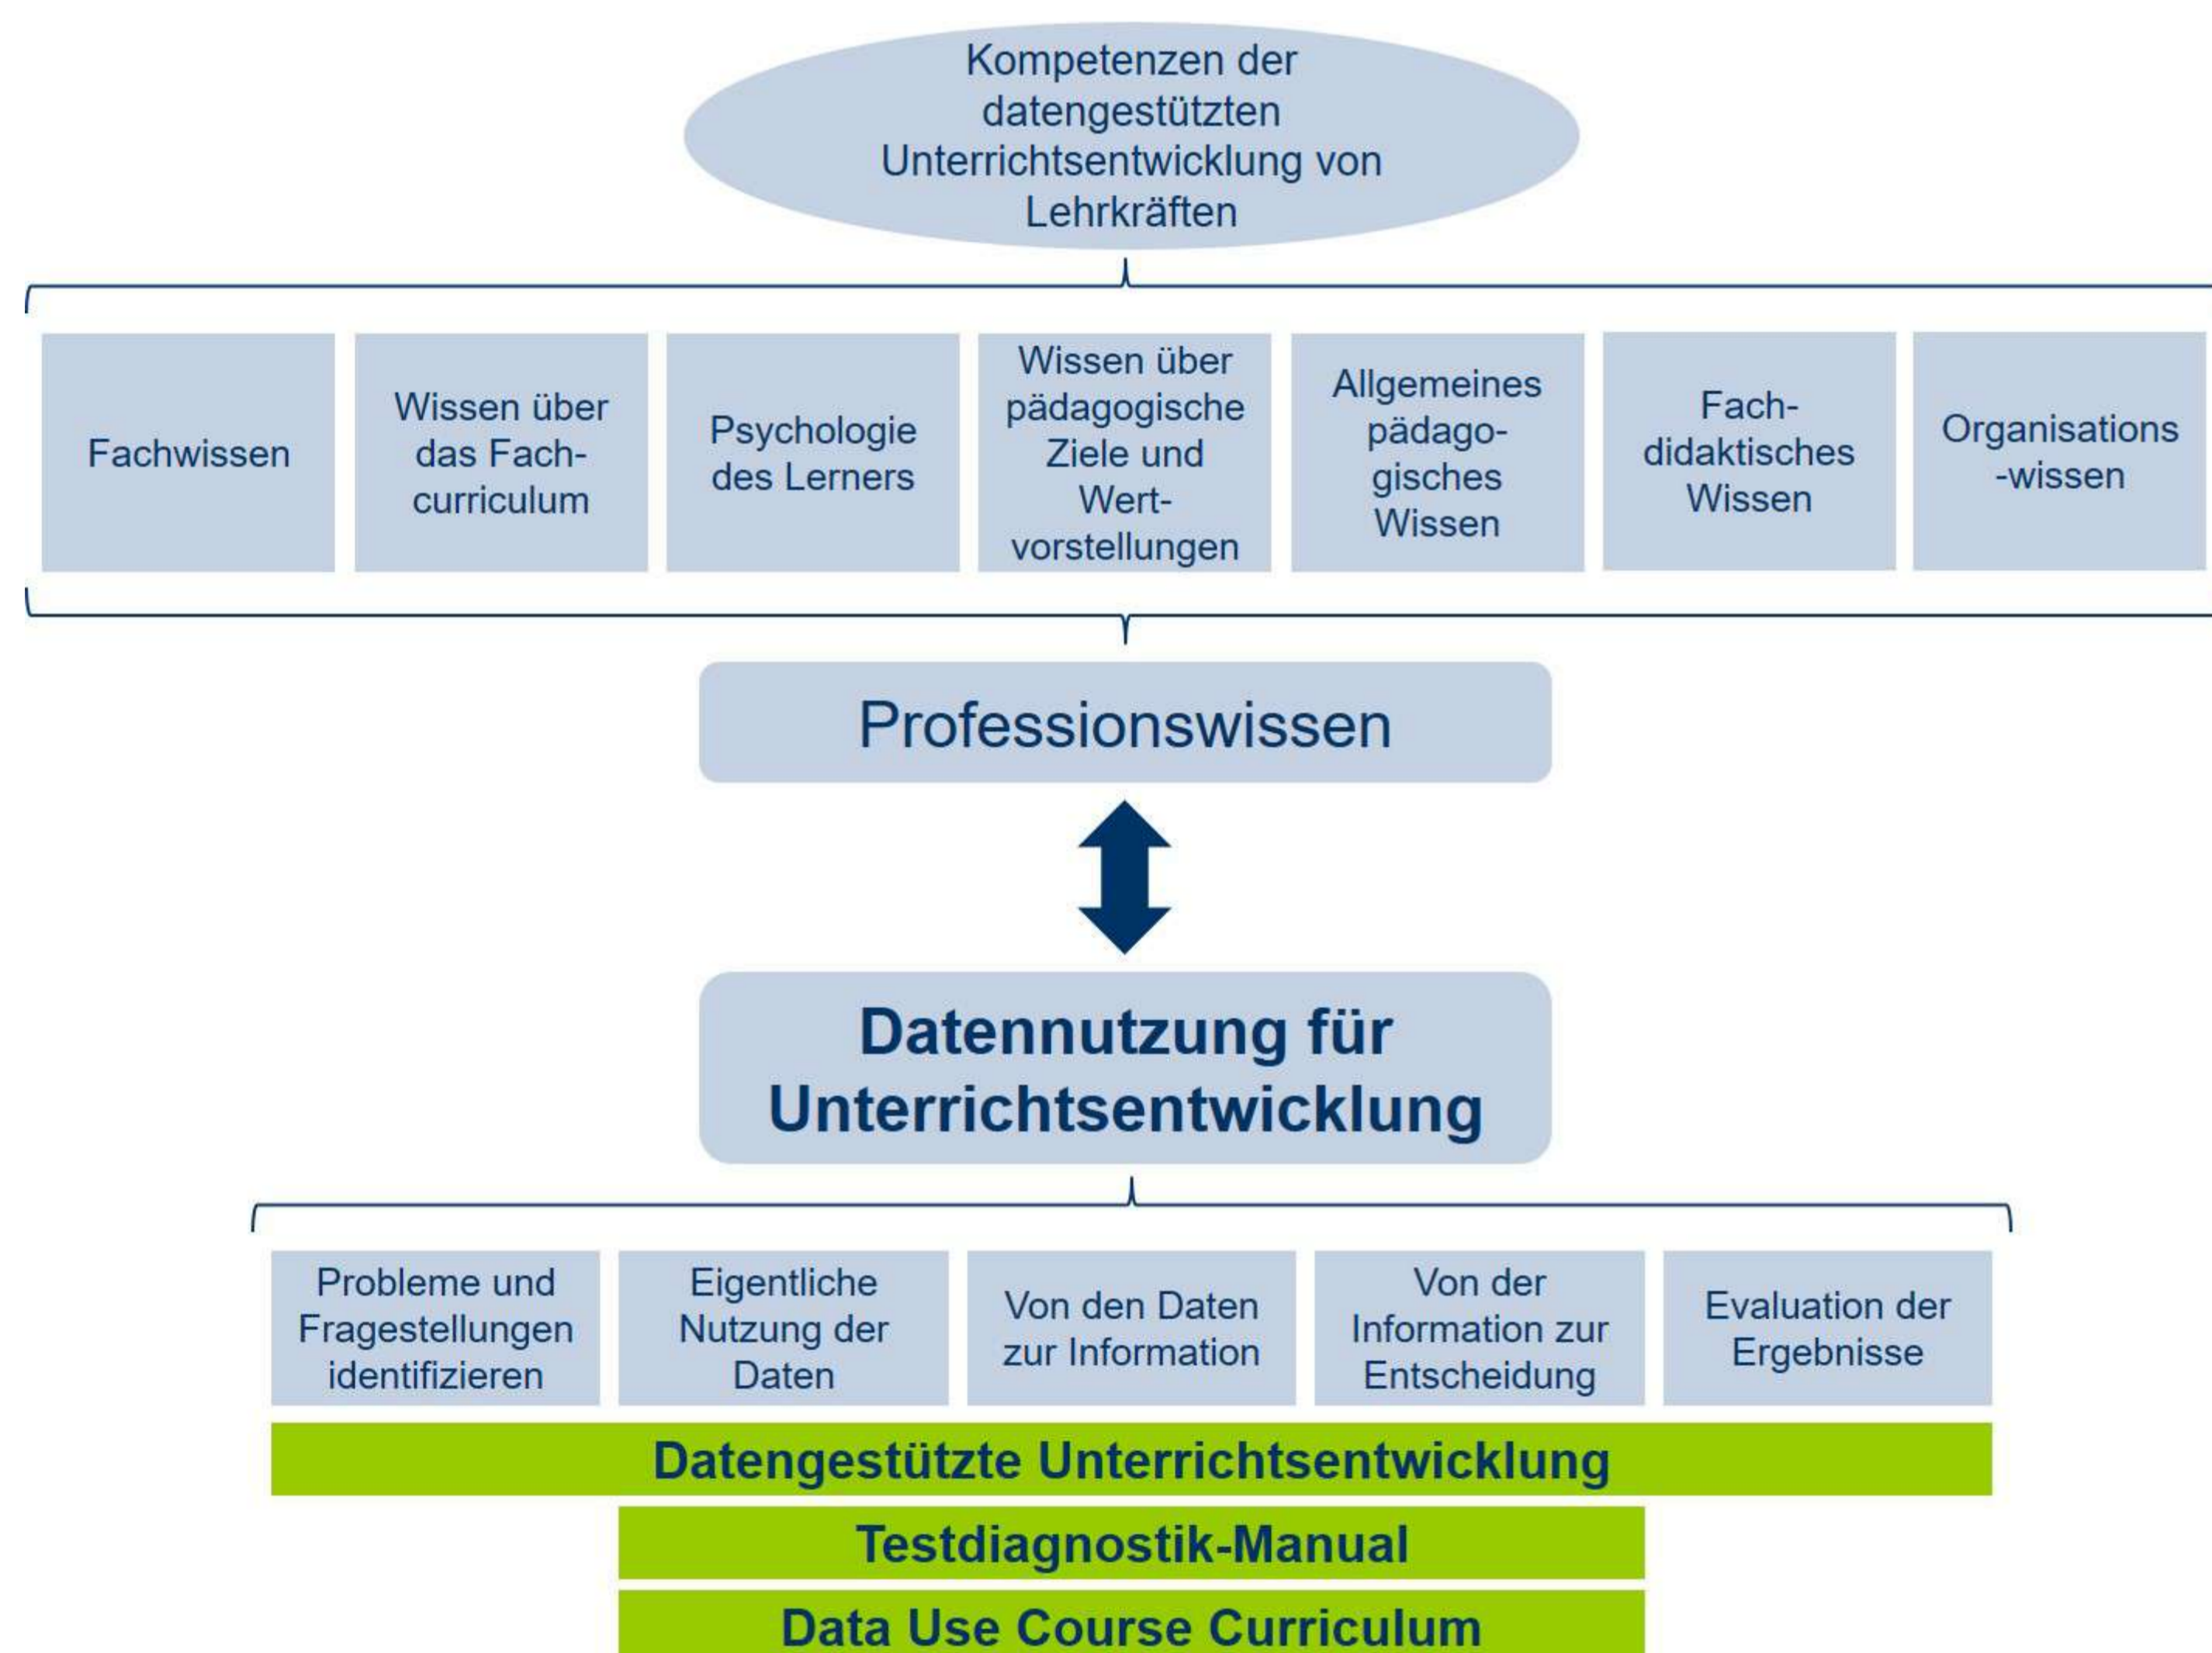 Kompetenzen der
datengestützten
Unterrichtsentwicklung von
Lehrkräften
Fachwissen
Wissen über
das Fach-
curriculum
Psychologie
des Lerners
Wissen über
pädagogische
Ziele und
Wert-
vorstellungen
Allgemeines
pädago-
gisches
Wissen
Fach-
didaktisches
Wissen
Organisations
-wissen
Professionswissen
Datennutzung für
Unterrichtsentwicklung
Probleme und
Fragestellungen
identifizieren
Eigentliche
Nutzung der
Daten
Von den Daten
zur Information
Von der
Information zur
Entscheidung
Evaluation der
Ergebnisse
Datengestützte Unterrichtsentwicklung
Testdiagnostik-Manual
Data Use Course Curriculum